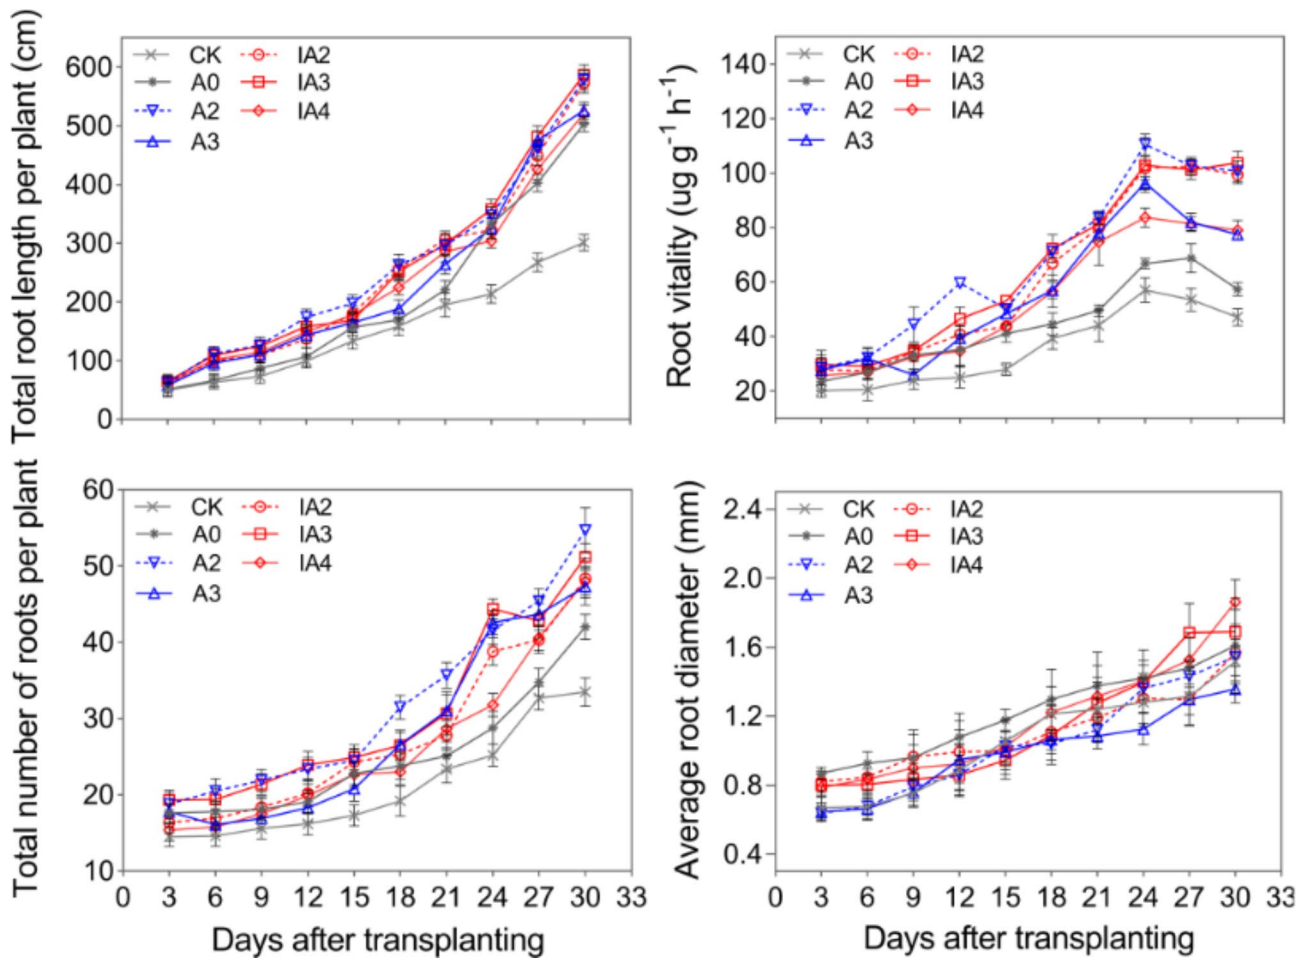 Total root length per plant (cm)
600
500
400
300
200
100
0
CK
A0
A2
A3
IA2
IA3
IA4
Root vitality (ug g-1 h-1)
140
120
100
80
60
40
20
CK
A0
A2
A3
IA2
IA3
IA4
Total number of roots per plant
60
50
40
30
20
10
CK
A0
A2
A3
IA2
IA3
IA4
0 3 6 9 12 15 18 21 24 27 30 33
Days after transplanting
Average root diameter (mm)
2.4
2.0
1.6
1.2
0.8
0.4
CK
A0
A2
A3
IA2
IA3
IA4
0 3 6 9 12 15 18 21 24 27 30 33
Days after transplanting